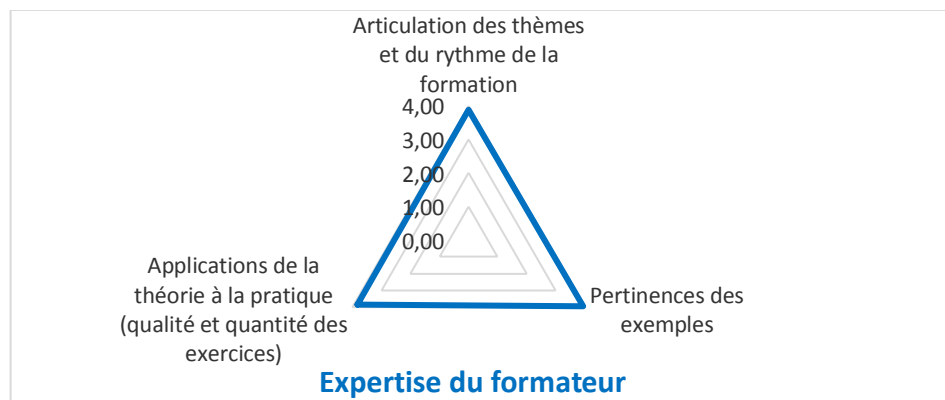 Articulation des thèmes
et du rythme de la
formation
4,00
3,00
2,00
1,00
0,00
Applications de la
théorie à la pratique
(qualité et quantité des
exercices)
Pertinences des
exemples
Expertise du formateur